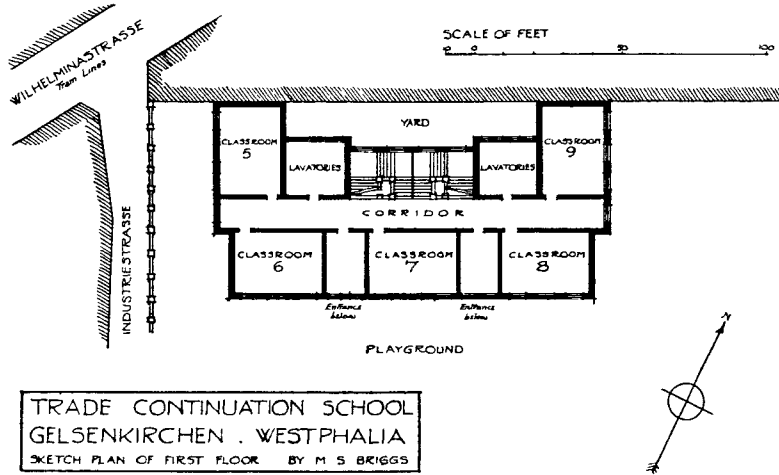 SCALE OF FEET
10 0 50 100
WILHELMINASTRASSE
Tram Lines
INDUSTRIESTRASSE
YARD
CLASSROOM
5
LAVATORIES
LAVATORIES
CLASSROOM
9
CORRIDOR
CLASSROOM
6
CLASSROOM
7
CLASSROOM
8
Entrance
below
Entrance
below
PLAYGROUND
N
TRADE CONTINUATION SCHOOL
GELSENKIRCHEN . WESTPHALIA
SKETCH PLAN OF FIRST FLOOR BY M S BRIGGS